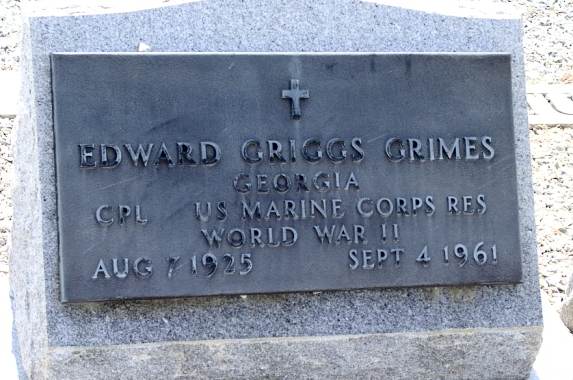 EDWARD GRIGGS GRIMES
GEORGIA
CPL US MARINE CORPS RES
WORLD WAR II
AUG 7 1925 SEPT 4 1961